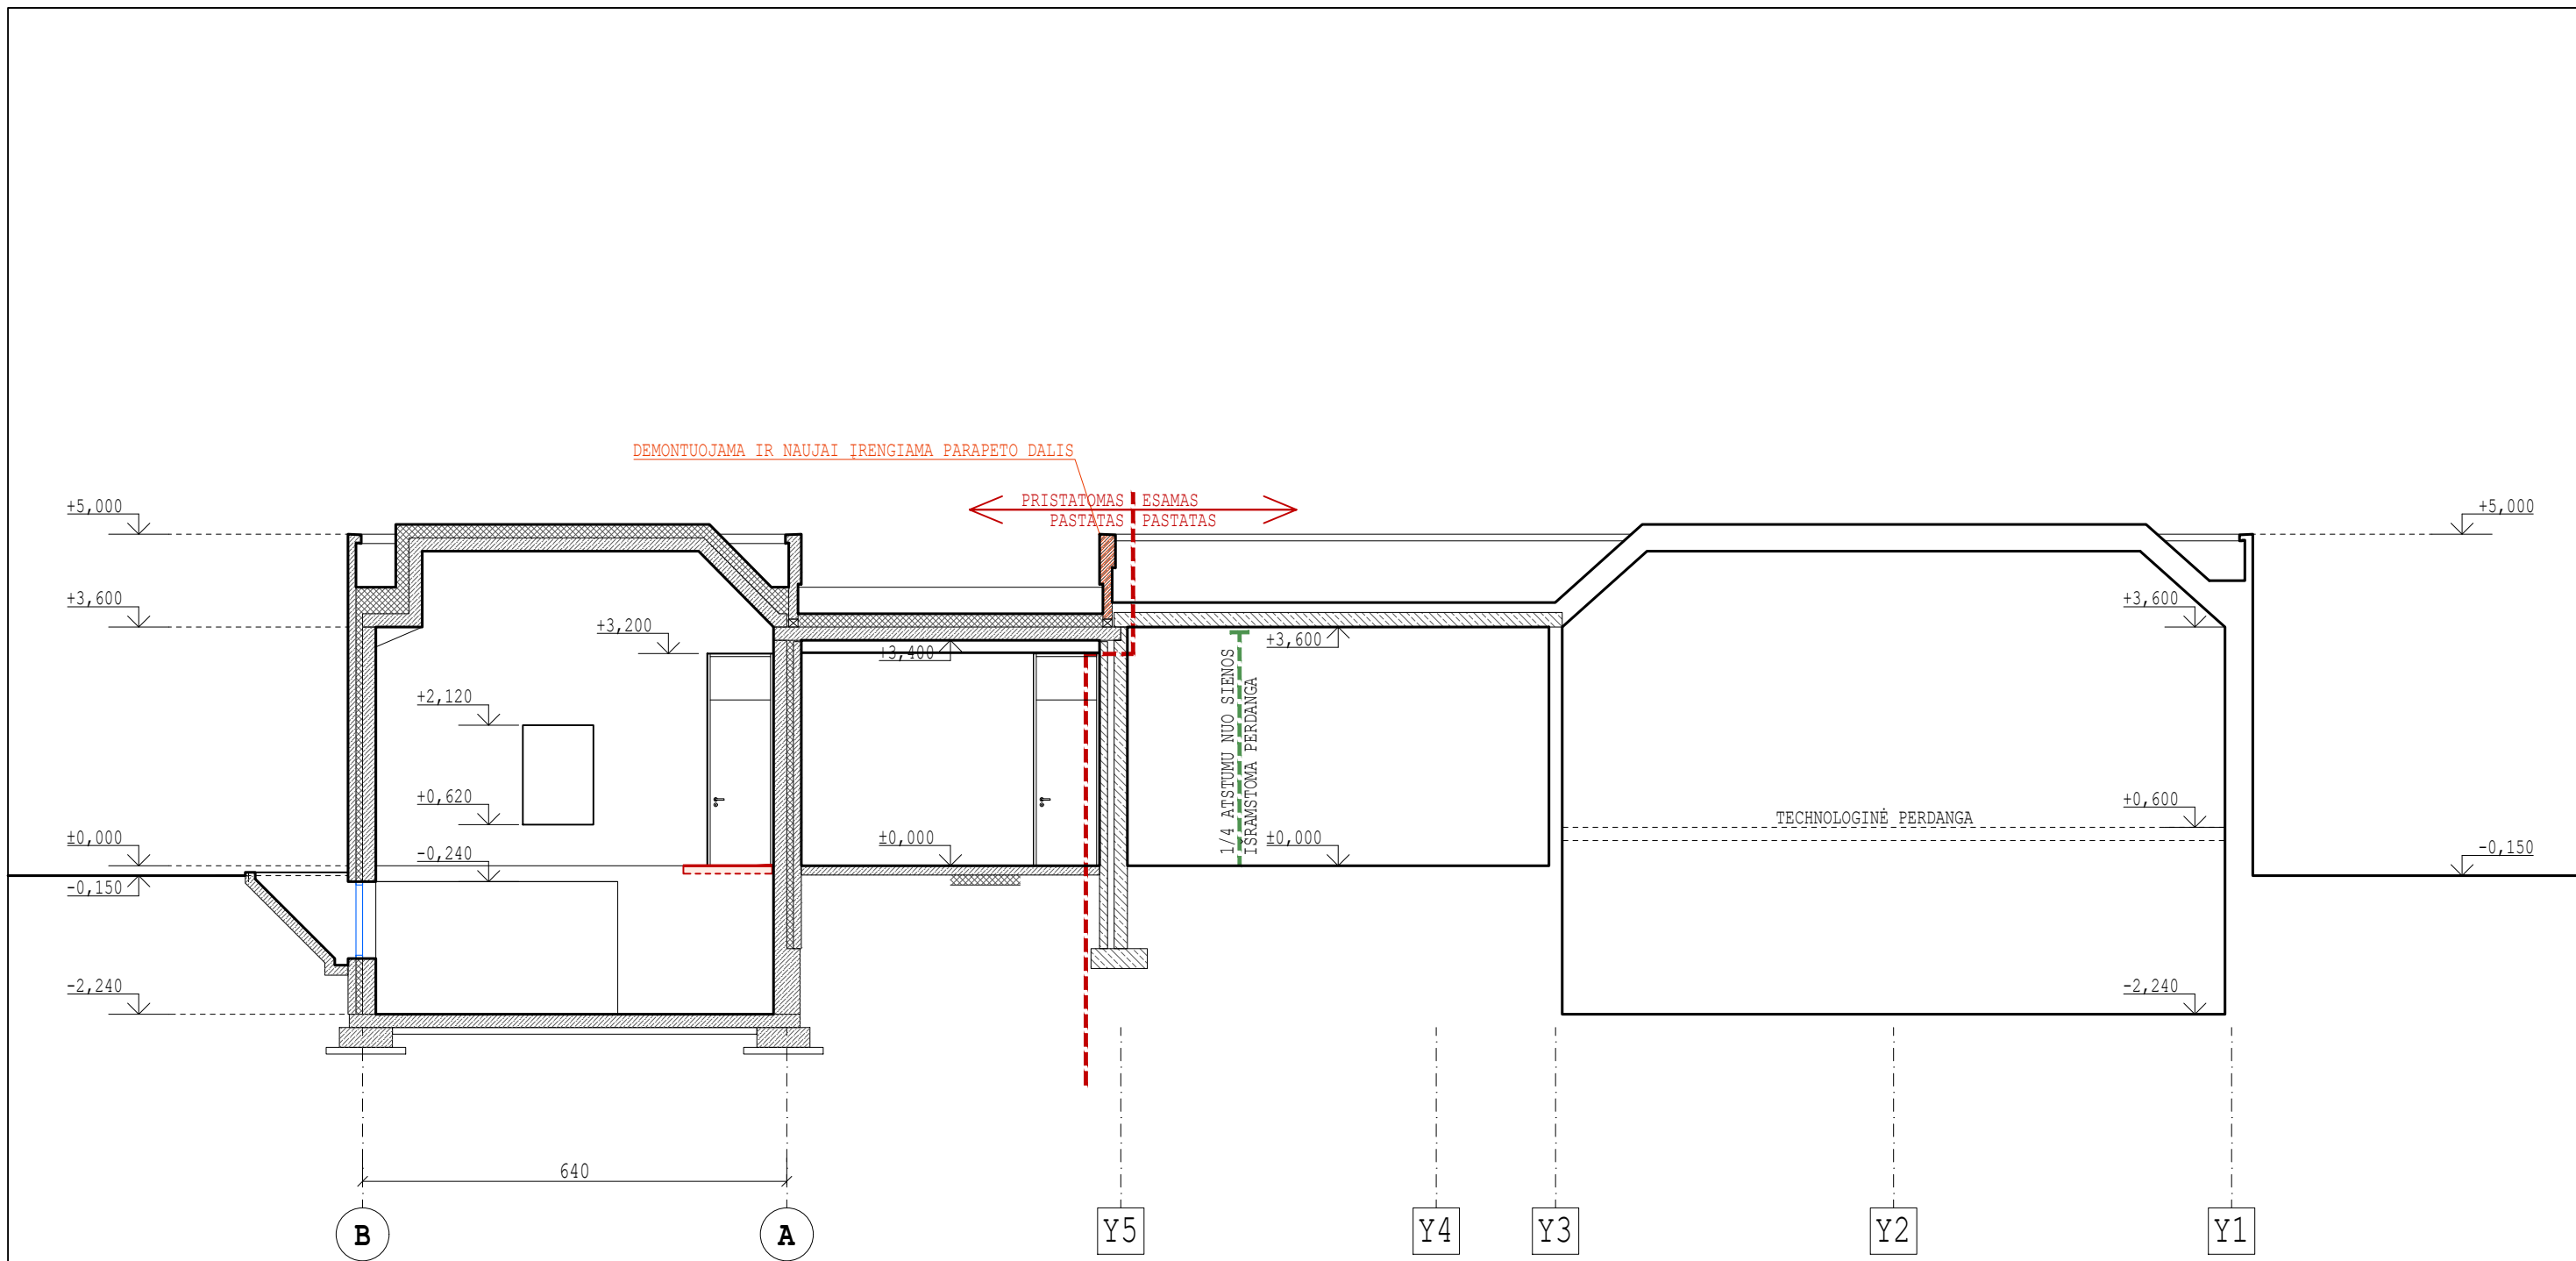 DEMONTUOJAMA IR NAUJAI ĮRENGIAMA PARAPETO DALIS
PRISTATOMAS
PASTATAS
ESAMAS
PASTATAS
+5,000
+5,000
+3,600
+3,200
+3,400
+3,600
+3,600
+2,120
+0,620
+0,600
1/4 ATSTUMU NUO SIENOS
IŠRAMSTOMA PERDANGA
TECHNOLOGINĖ PERDANGA
±0,000
-0,240
±0,000
±0,000
-0,150
-0,150
-2,240
-2,240
640
B
A
Y5
Y4
Y3
Y2
Y1